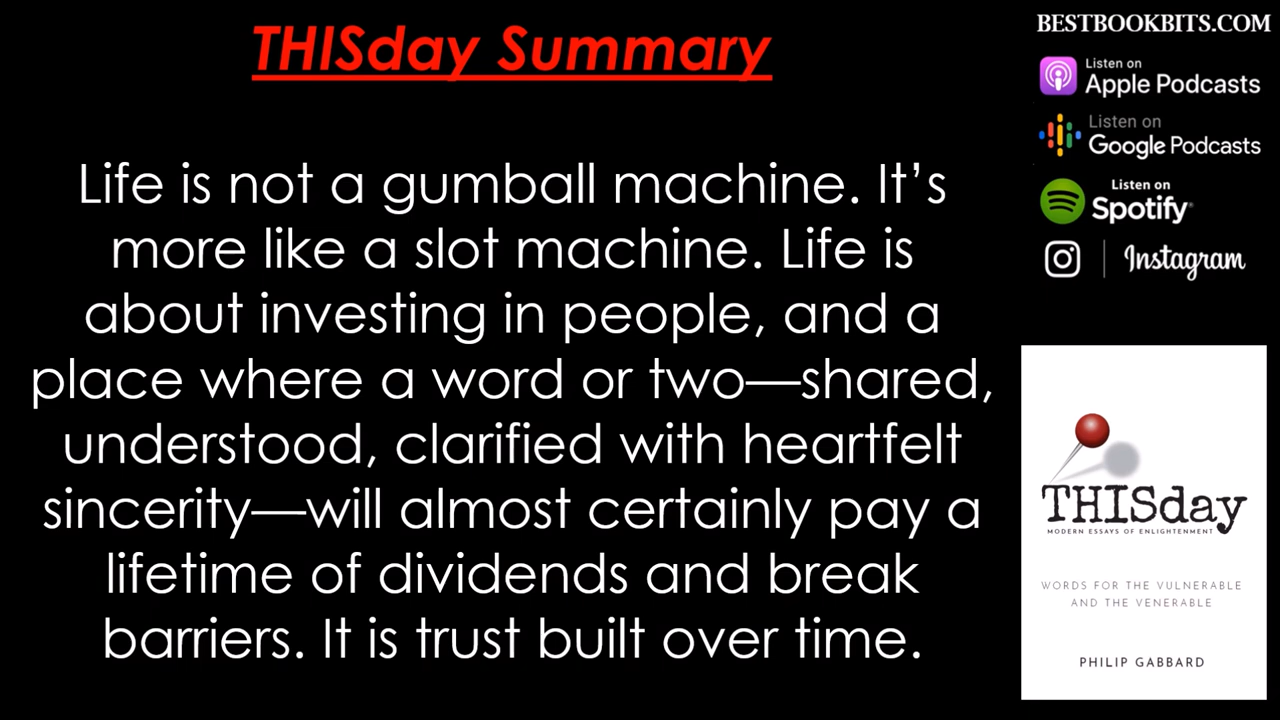 THISday Summary
Life is not a gumball machine. It’s
more like a slot machine. Life is
about investing in people, and a
place where a word or two—shared,
understood, clarified with heartfelt
sincerity—will almost certainly pay a
lifetime of dividends and break
barriers. It is trust built over time.
BESTBOOKBITS.COM
Listen on
Apple Podcasts
Listen on
Google Podcasts
Listen on
Spotify
Instagram
THISday
MODERN ESSAYS OF ENLIGHTENMENT
WORDS FOR THE VULNERABLE
AND THE VENERABLE
PHILIP GABBARD